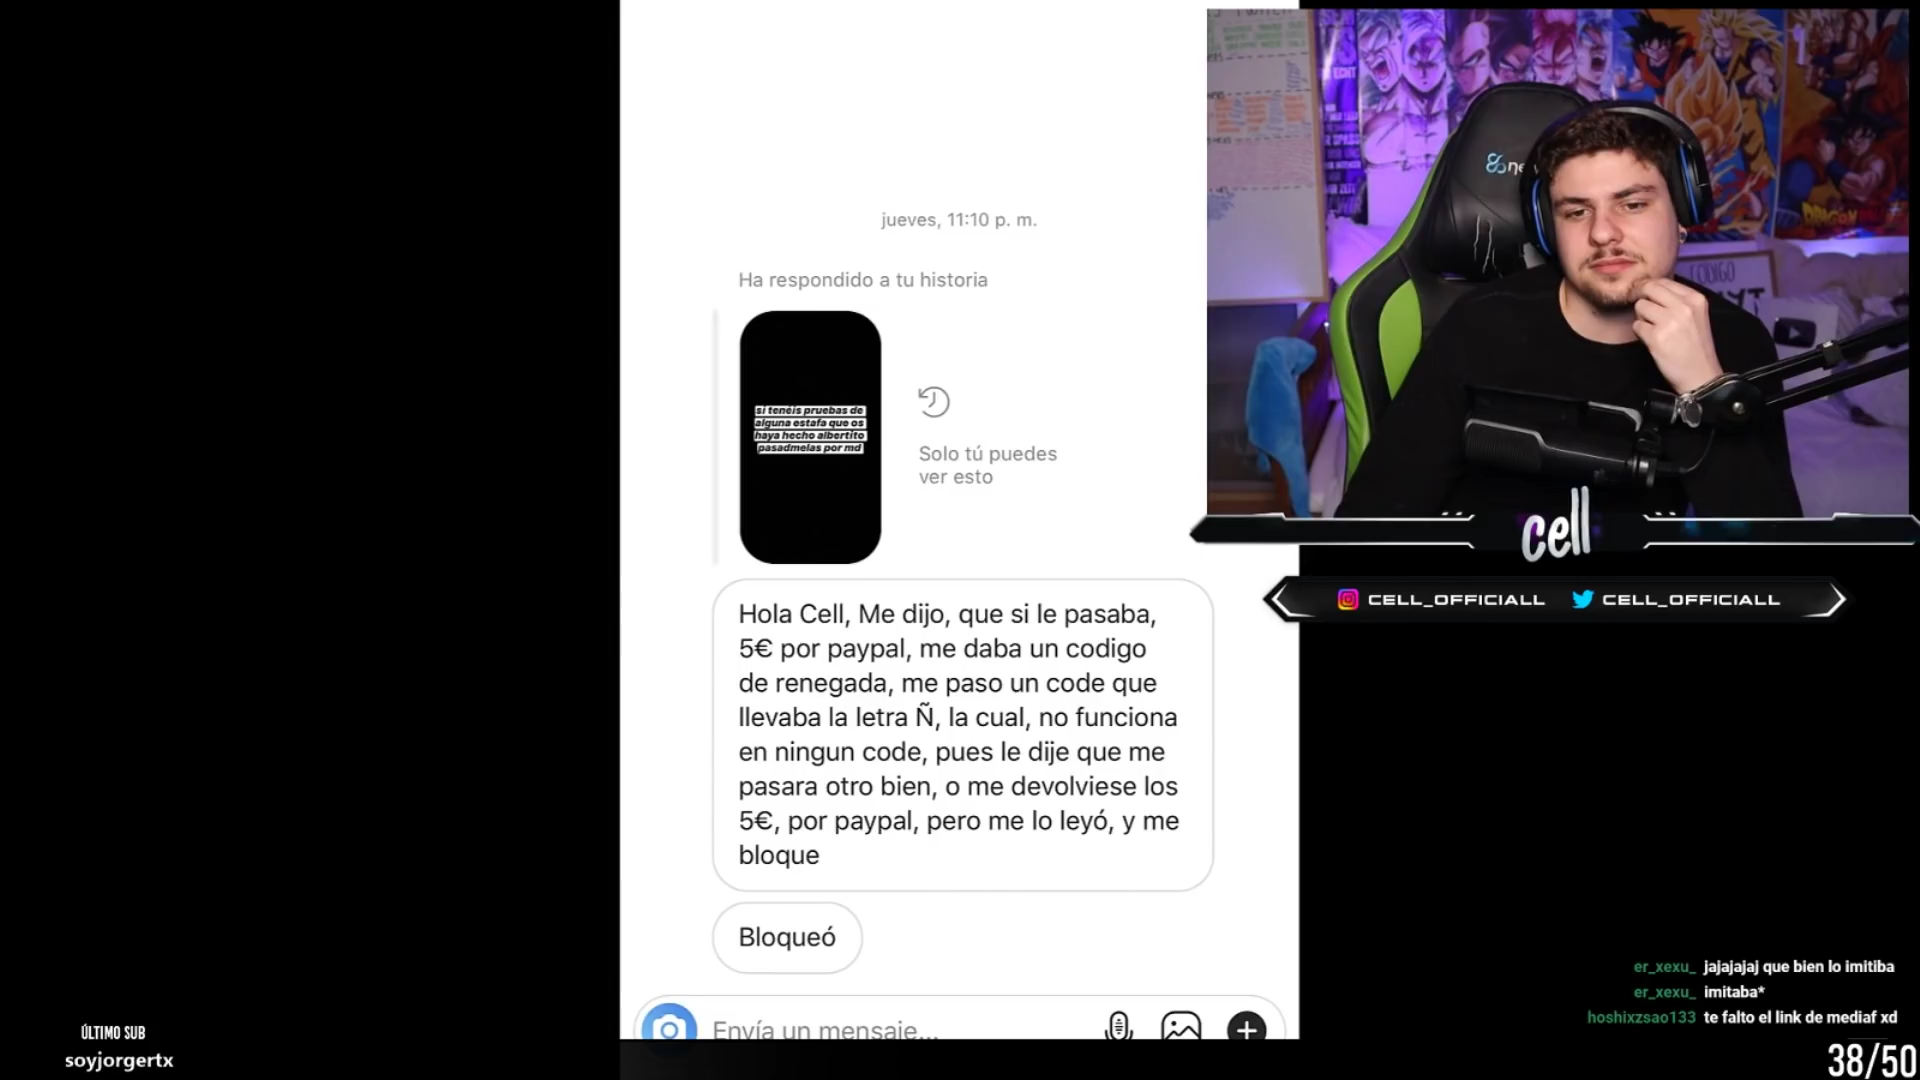 jueves, 11:10 p. m.
Ha respondido a tu historia
si tenéis pruebas de
alguna estafa que os
haya hecho albertito
pasadmelas por md
Solo tú puedes
ver esto
Hola Cell, Me dijo, que si le pasaba,
5€ por paypal, me daba un codigo
de renegada, me paso un code que
llevaba la letra Ñ, la cual, no funciona
en ningun code, pues le dije que me
pasara otro bien, o me devolviese los
5€, por paypal, pero me lo leyó, y me
bloque
Bloqueó
Envía un mensaje...
cell
CELL_OFFICIALL
CELL_OFFICIALL
er_xexu_ jajajajaj que bien lo imitiba
er_xexu_ imitaba*
hoshixzsao133 te falto el link de mediaf xd
38/50
ÚLTIMO SUB
soyjorgertx